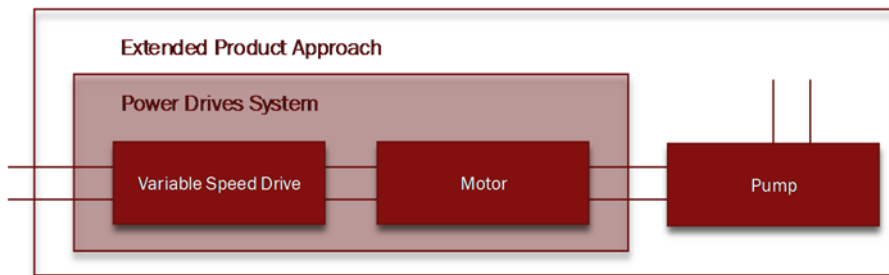 Extended Product Approach
Power Drives System
Variable Speed Drive
Motor
Pump